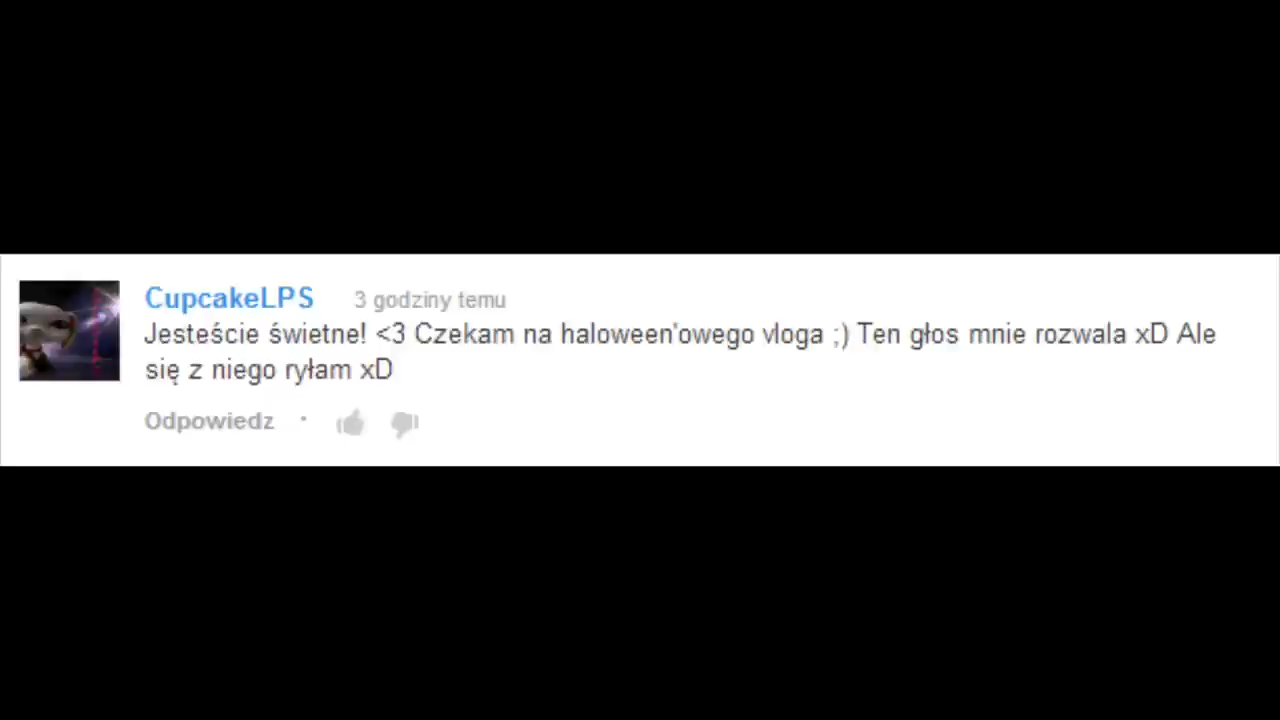 CupcakeLPS 3 godziny temu
Jesteście świetne! <3 Czekam na haloween'owego vloga ;) Ten głos mnie rozwala xD Ale
się z niego ryłam xD
Odpowiedz ·